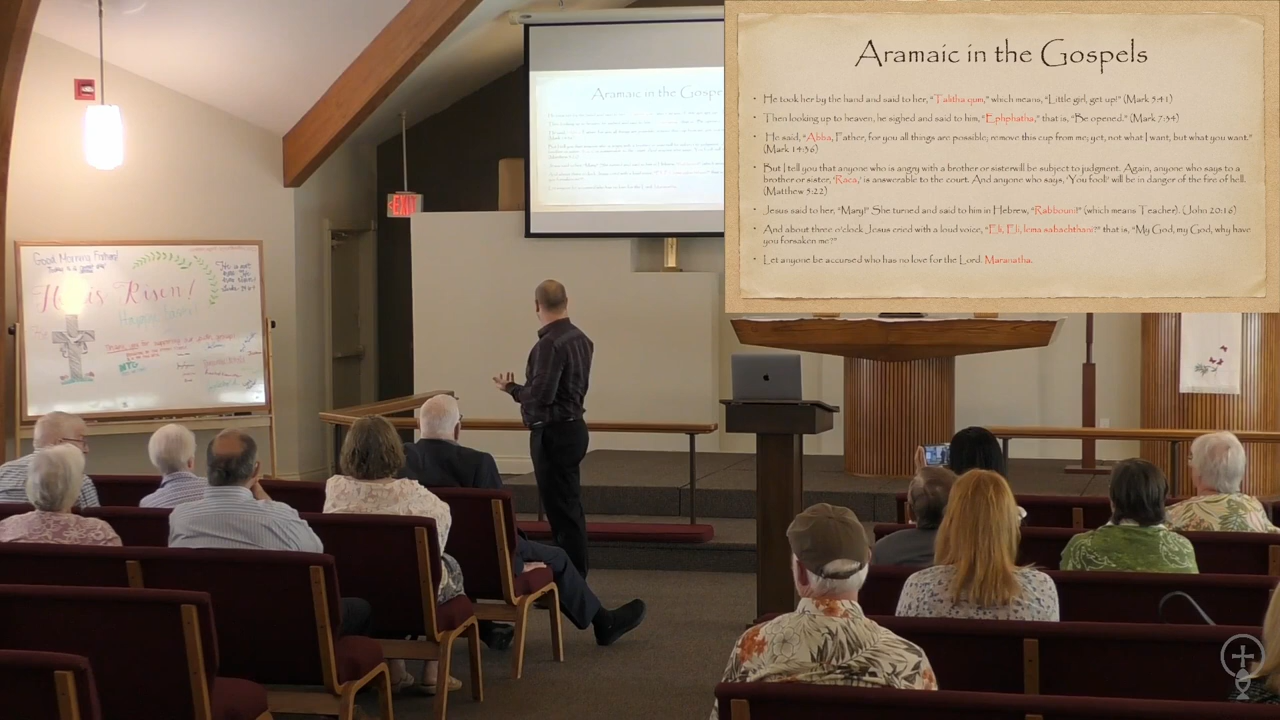 Aramaic in the Gospels
• He took her by the hand and said to her, “Talitha qum,” which means, “Little girl, get up!” (Mark 5:41)
• Then looking up to heaven, he sighed and said to him, “Ephphatha,” that is, “Be opened.” (Mark 7:34)
• He said, “Abba, Father, for you all things are possible; remove this cup from me; yet, not what I want, but what you want.”
(Mark 14:36)
• But I tell you that anyone who is angry with a brother or sisterwill be subject to judgment. Again, anyone who says to a
brother or sister, ‘Raca,’ is answerable to the court. And anyone who says, ‘You fool!’ will be in danger of the fire of hell.
(Matthew 5:22)
• Jesus said to her, “Mary!” She turned and said to him in Hebrew, “Rabbouni!” (which means Teacher). (John 20:16)
• And about three o’clock Jesus cried with a loud voice, “Eli, Eli, lema sabachthani?” that is, “My God, my God, why have
you forsaken me?”
• Let anyone be accursed who has no love for the Lord. Maranatha.
Aramaic in the Gospe
EXIT
Good Morning Father!
is Risen!